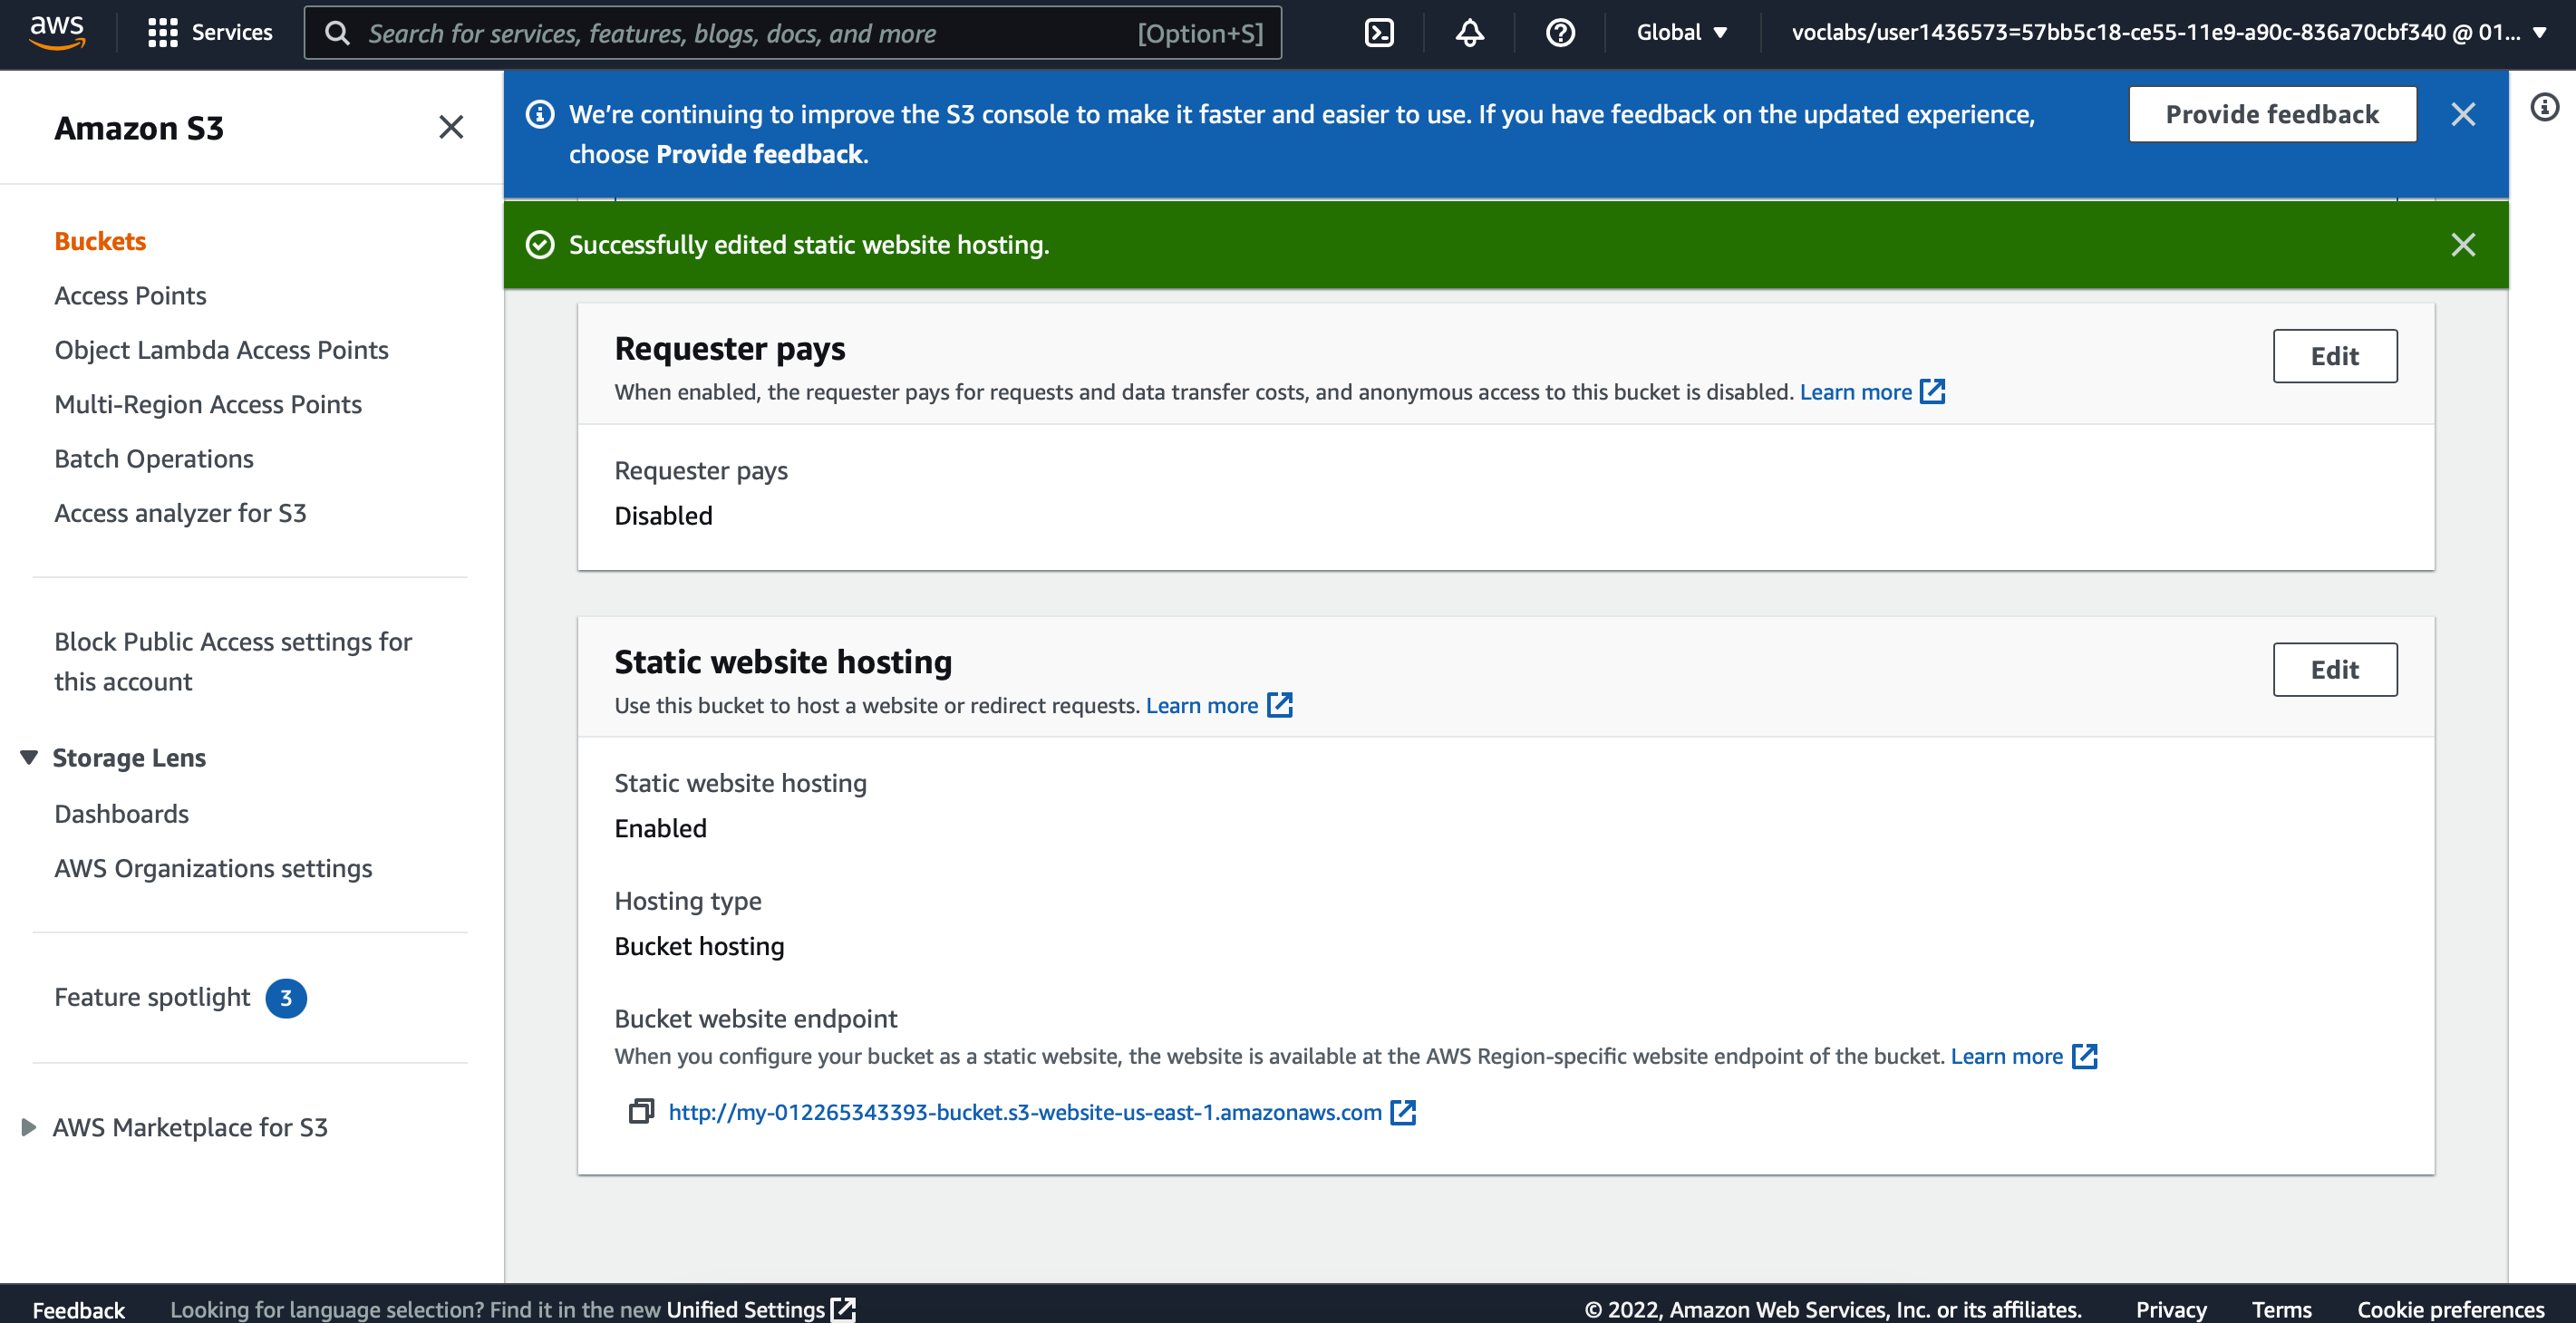 aws
Services
Search for services, features, blogs, docs, and more
[Option+S]
Global
voclabs/user1436573=57bb5c18-ce55-11e9-a90c-836a70cbf340 @ 01...
Amazon S3
Buckets
Access Points
Object Lambda Access Points
Multi-Region Access Points
Batch Operations
Access analyzer for S3
Block Public Access settings for
this account
Storage Lens
Dashboards
AWS Organizations settings
Feature spotlight 3
AWS Marketplace for S3
We’re continuing to improve the S3 console to make it faster and easier to use. If you have feedback on the updated experience,
choose Provide feedback.
Provide feedback
Successfully edited static website hosting.
Requester pays
When enabled, the requester pays for requests and data transfer costs, and anonymous access to this bucket is disabled. Learn more
Edit
Requester pays
Disabled
Static website hosting
Use this bucket to host a website or redirect requests. Learn more
Edit
Static website hosting
Enabled
Hosting type
Bucket hosting
Bucket website endpoint
When you configure your bucket as a static website, the website is available at the AWS Region-specific website endpoint of the bucket. Learn more
http://my-012265343393-bucket.s3-website-us-east-1.amazonaws.com
Feedback
Looking for language selection? Find it in the new Unified Settings
© 2022, Amazon Web Services, Inc. or its affiliates.
Privacy
Terms
Cookie preferences